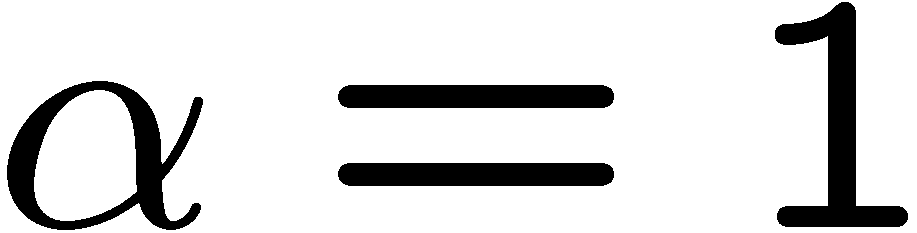 α = 1